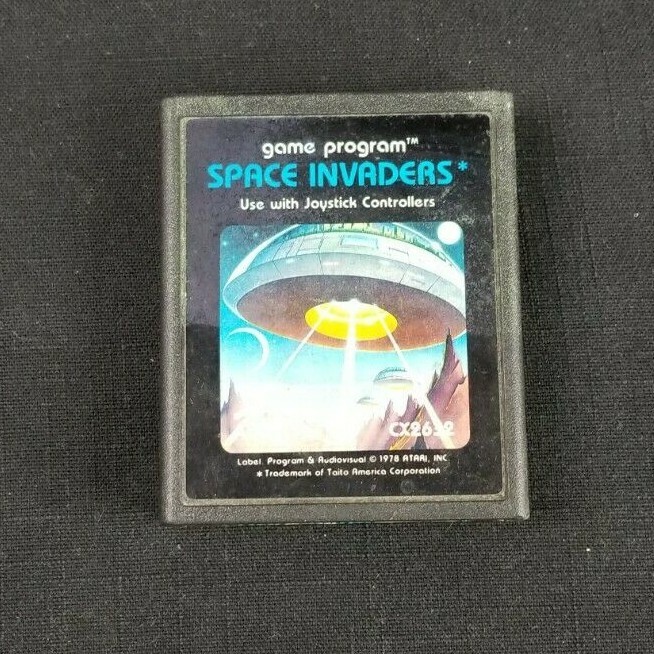 game program™
SPACE INVADERS*
Use with Joystick Controllers
CX2632
Label, Program & Audiovisual © 1978 ATARI, INC
*Trademark of Taito America Corporation